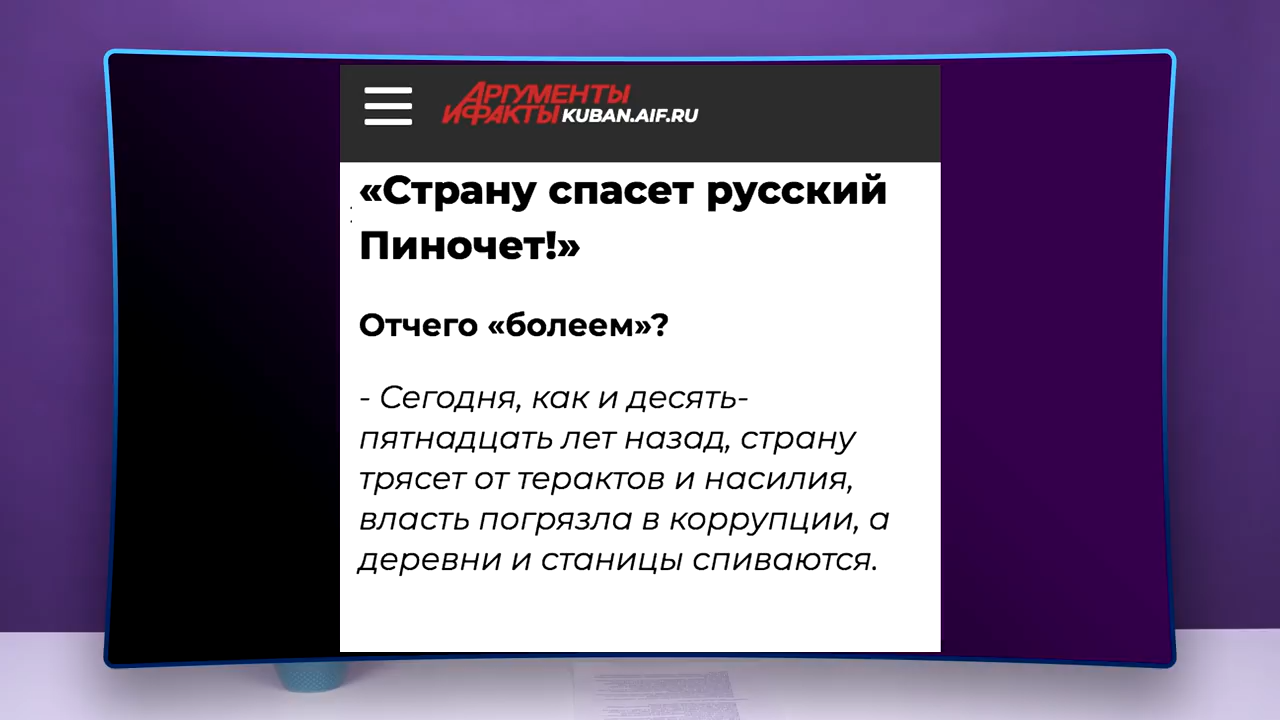 АРГУМЕНТЫ
И ФАКТЫ KUBAN.AIF.RU
«Страну спасет русский
Пиночет!»
Отчего «болеем»?
- Сегодня, как и десять-
пятнадцать лет назад, страну
трясет от терактов и насилия,
власть погрязла в коррупции, а
деревни и станицы спиваются.